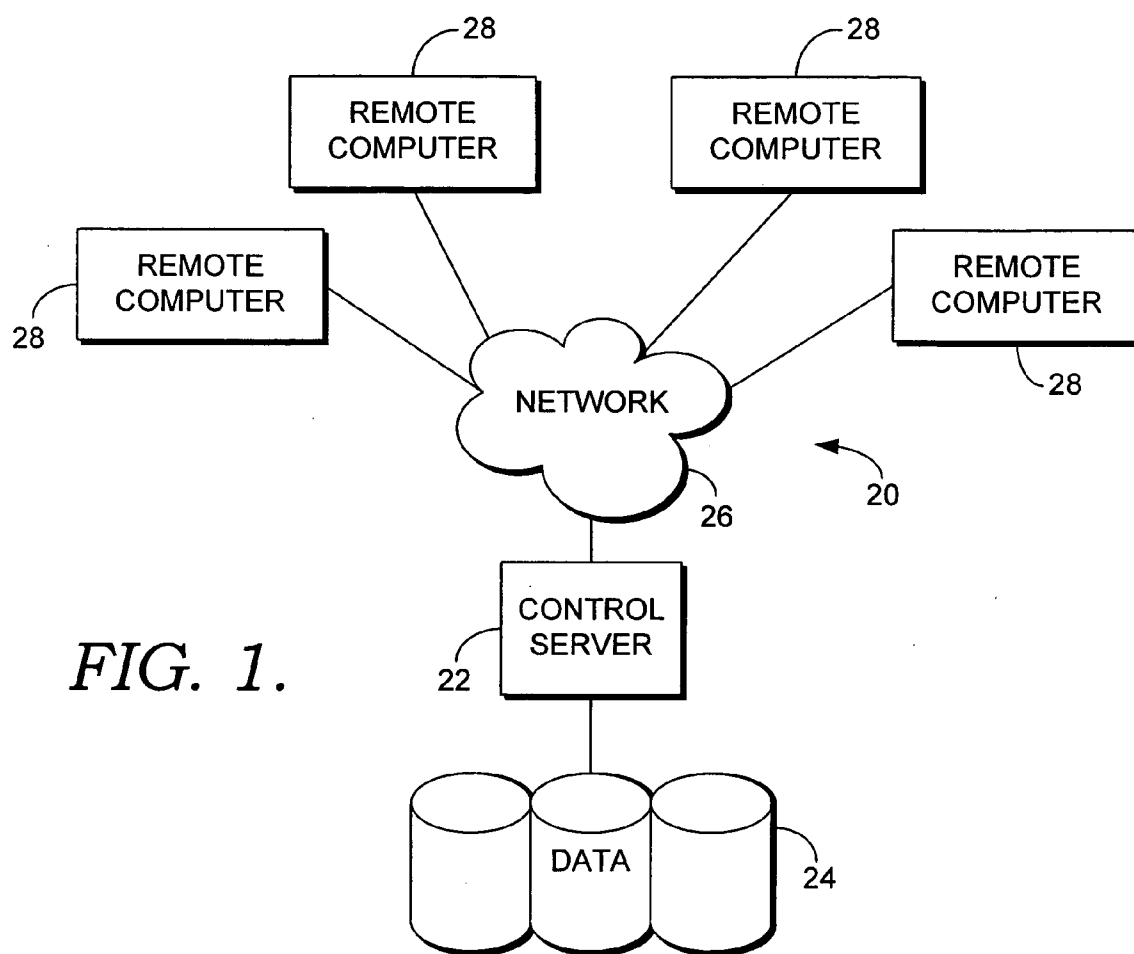 28
28
REMOTE
COMPUTER
REMOTE
COMPUTER
REMOTE
COMPUTER
REMOTE
COMPUTER
28
28
NETWORK
20
26
CONTROL
SERVER
22
FIG. 1.
DATA
24